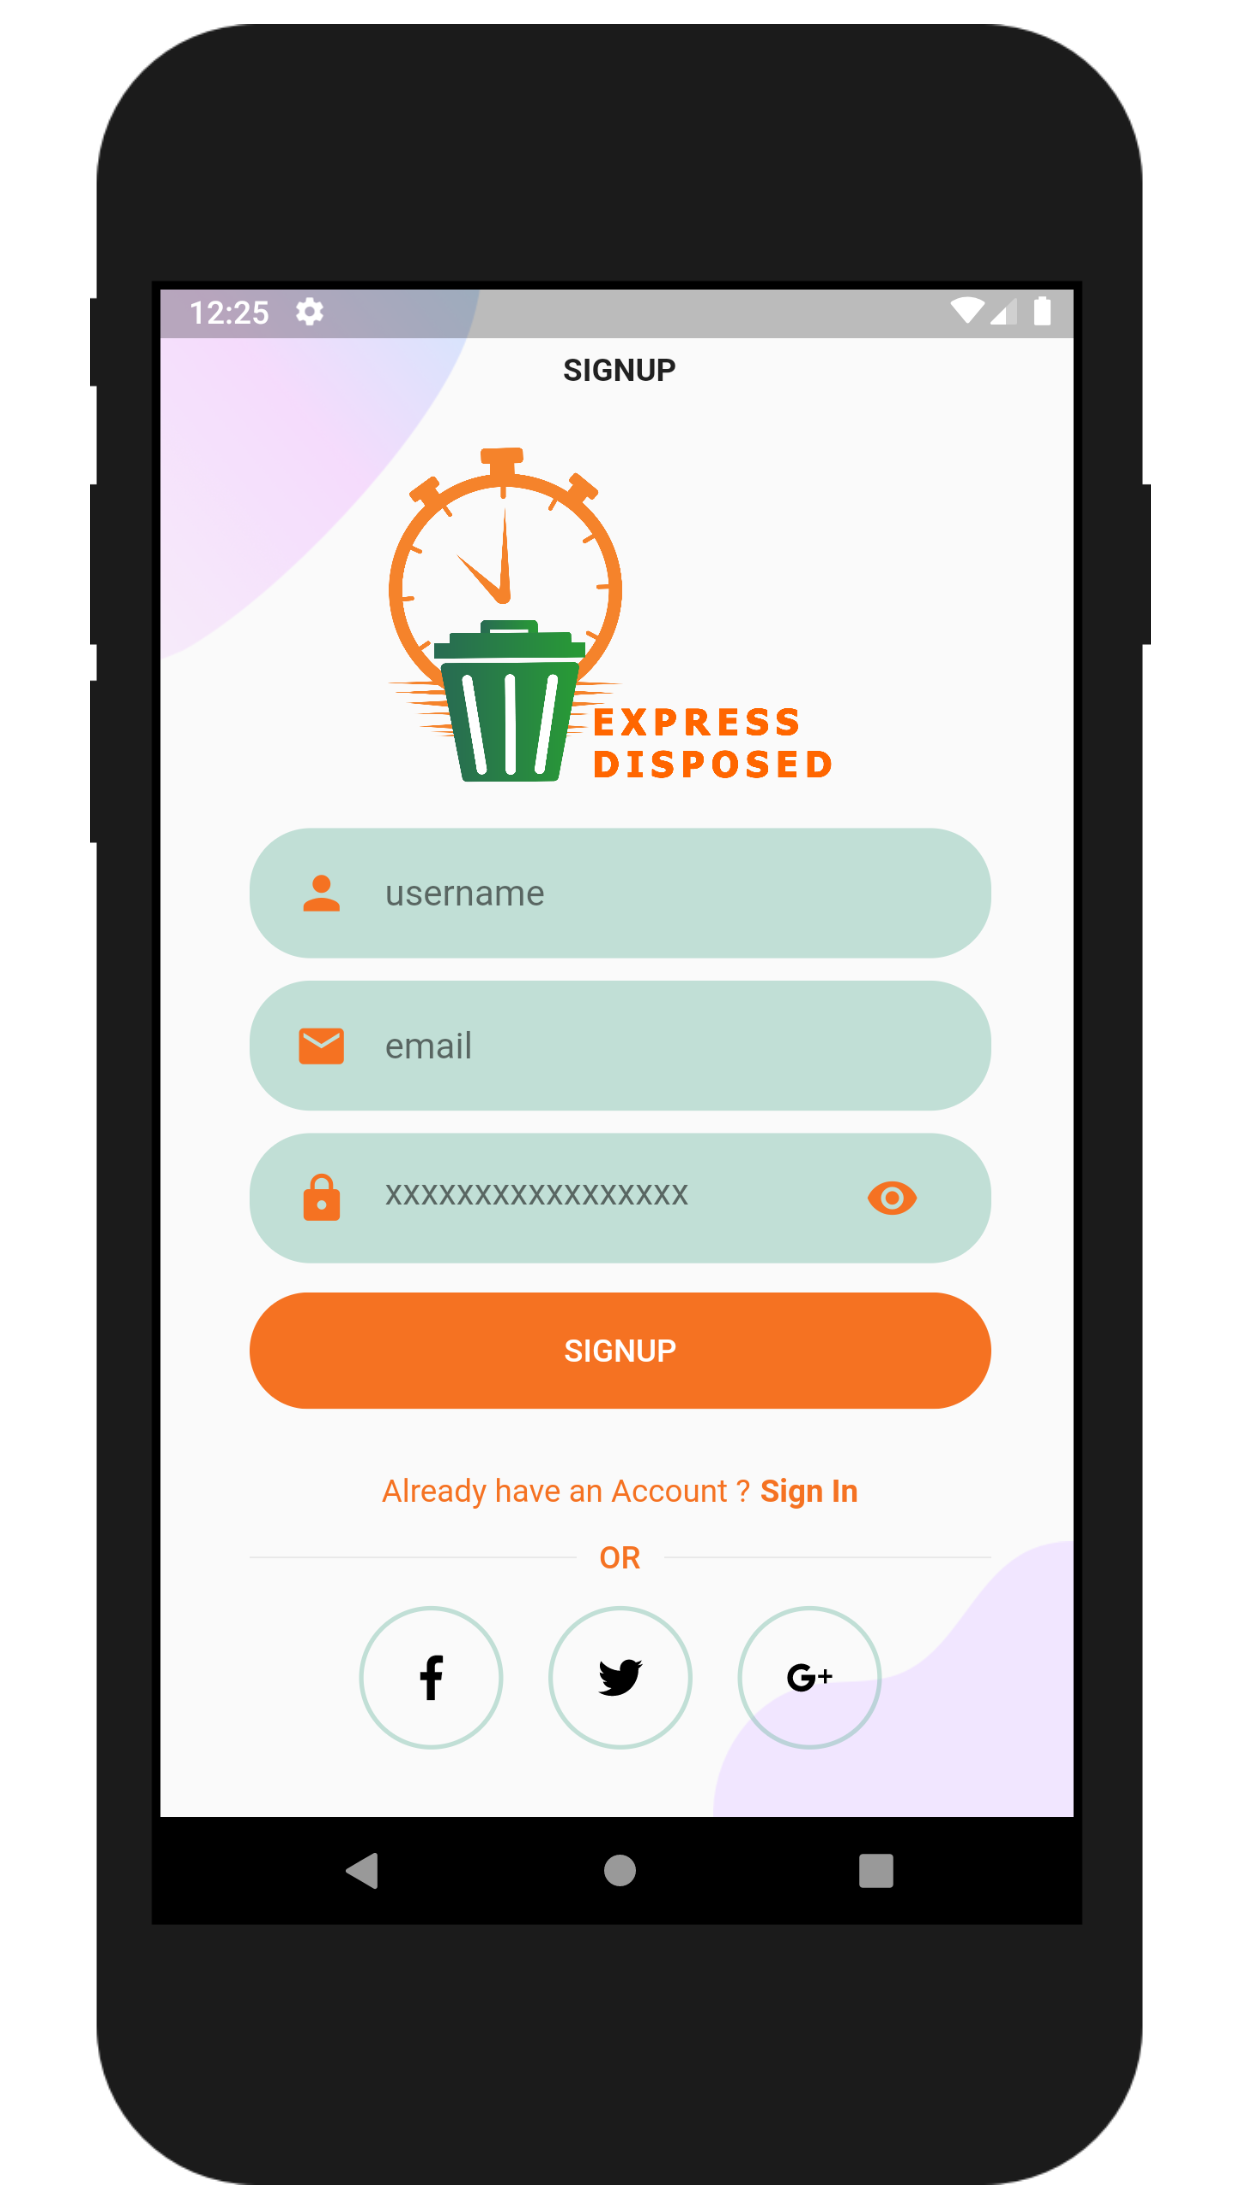 12:25
SIGNUP
EXPRESS
DISPOSED
username
email
xxxxxxxxxxxxxxxxx
SIGNUP
Already have an Account ? Sign In
OR
f
G+